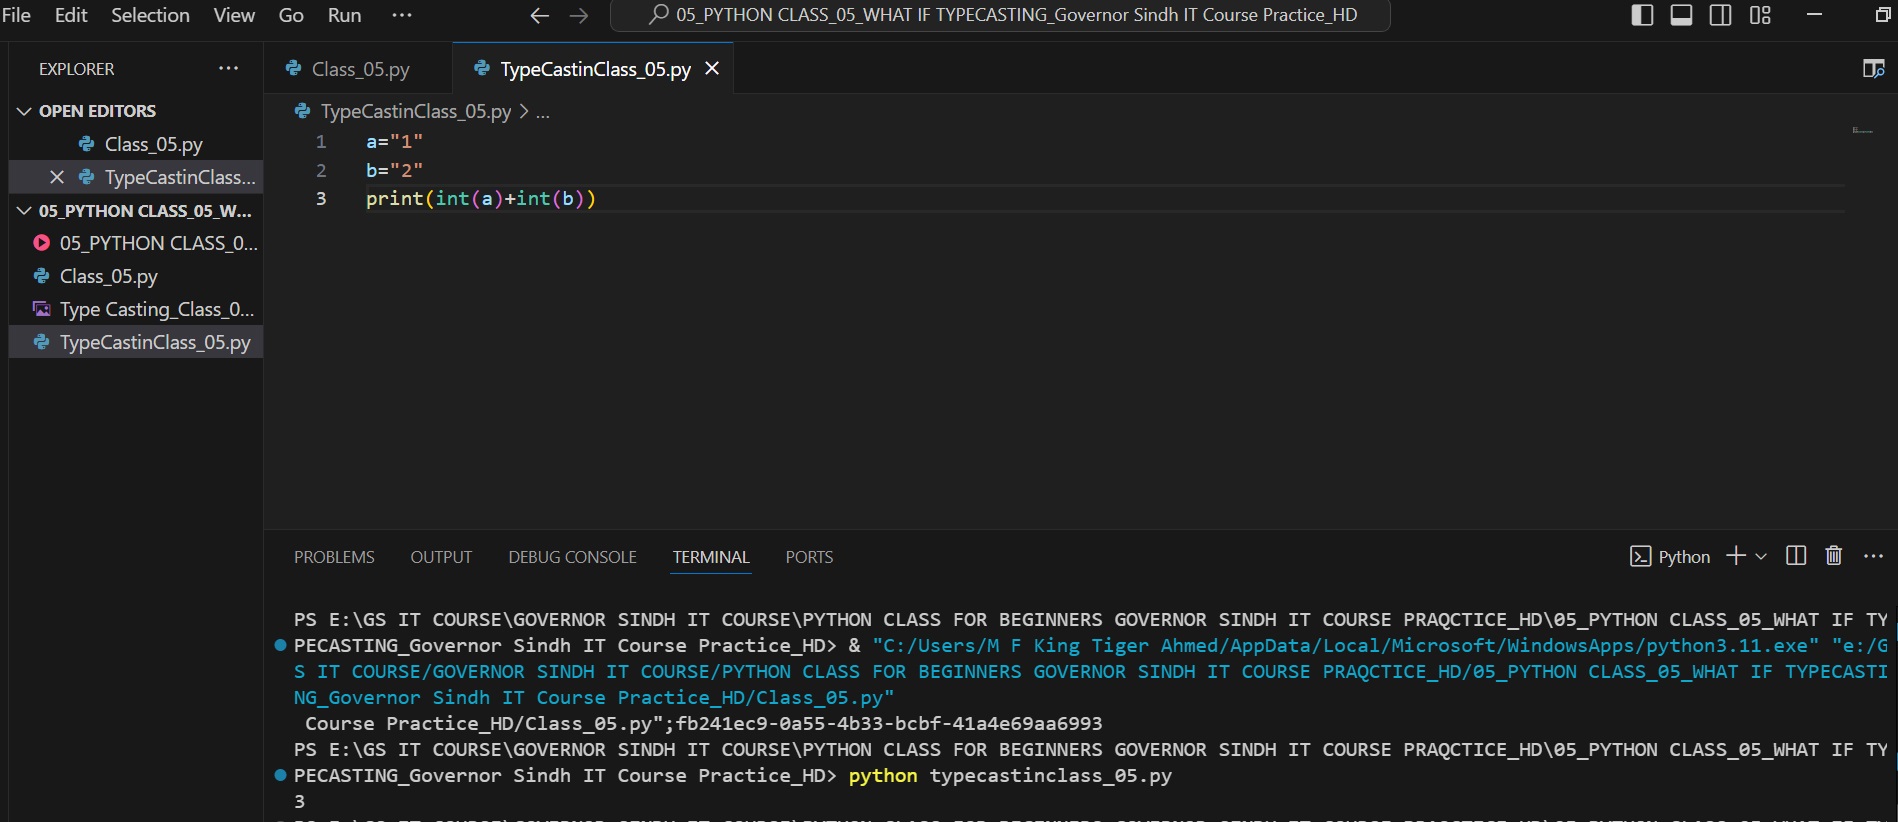 File Edit Selection View Go Run ...
05_PYTHON CLASS_05_WHAT IF TYPECASTING_Governor Sindh IT Course Practice_HD
EXPLORER ...
OPEN EDITORS
Class_05.py
TypeCastinClass...
05_PYTHON CLASS_05_W...
05_PYTHON CLASS_0...
Class_05.py
Type Casting_Class_0...
TypeCastinClass_05.py
Class_05.py TypeCastinClass_05.py
TypeCastinClass_05.py > ...
1 a="1"
2 b="2"
3 print(int(a)+int(b))
PROBLEMS OUTPUT DEBUG CONSOLE TERMINAL PORTS Python
PS E:\GS IT COURSE\GOVERNOR SINDH IT COURSE\PYTHON CLASS FOR BEGINNERS GOVERNOR SINDH IT COURSE PRAQCTICE_HD\05_PYTHON CLASS_05_WHAT IF TY
PECASTING_Governor Sindh IT Course Practice_HD> & "C:/Users/M F King Tiger Ahmed/AppData/Local/Microsoft/WindowsApps/python3.11.exe" "e:/G
S IT COURSE/GOVERNOR SINDH IT COURSE/PYTHON CLASS FOR BEGINNERS GOVERNOR SINDH IT COURSE PRAQCTICE_HD/05_PYTHON CLASS_05_WHAT IF TYPECASTI
NG_Governor Sindh IT Course Practice_HD/Class_05.py"
Course Practice_HD/Class_05.py";fb241ec9-0a55-4b33-bcbf-41a4e69aa6993
PS E:\GS IT COURSE\GOVERNOR SINDH IT COURSE\PYTHON CLASS FOR BEGINNERS GOVERNOR SINDH IT COURSE PRAQCTICE_HD\05_PYTHON CLASS_05_WHAT IF TY
PECASTING_Governor Sindh IT Course Practice_HD> python typecastinclass_05.py
3